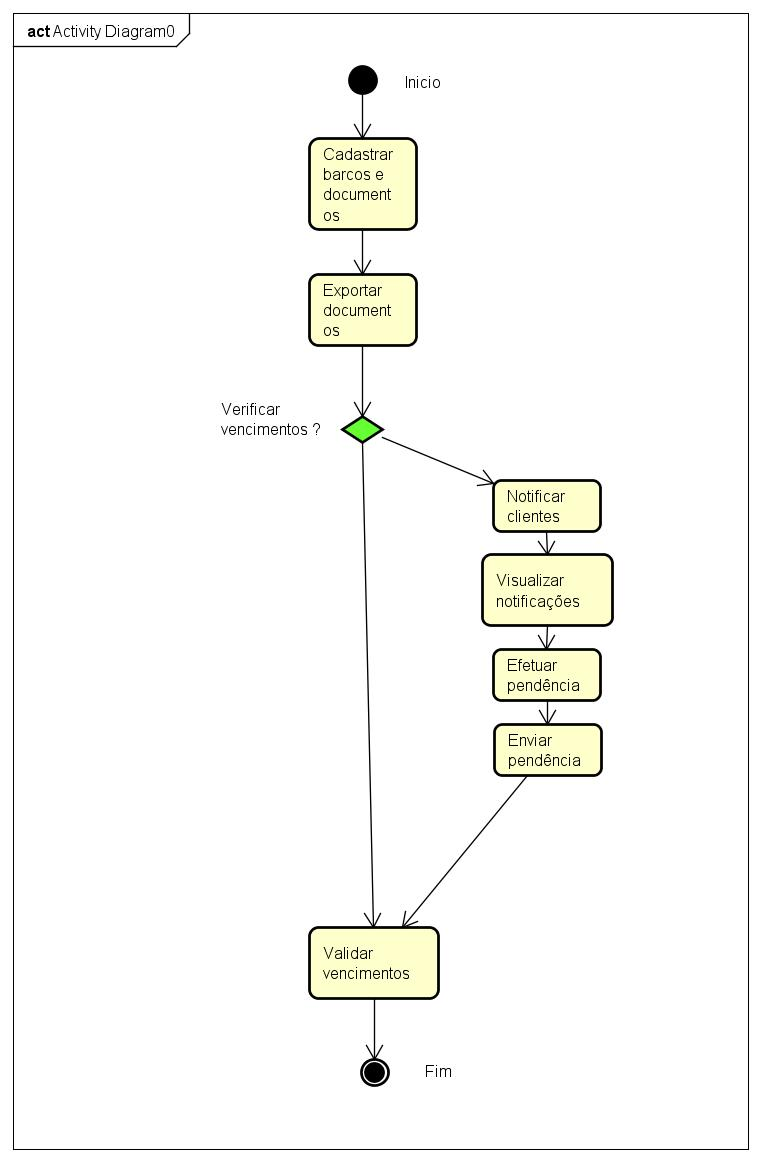 act Activity Diagram0
Inicio
Cadastrar
barcos e
document
os
Exportar
document
os
Verificar
vencimentos ?
Notificar
clientes
Visualizar
notificações
Efetuar
pendência
Enviar
pendência
Validar
vencimentos
Fim